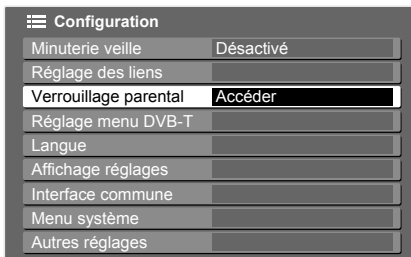 Configuration
Minuterie veille Désactivé
Réglage des liens
Verrouillage parental Accéder
Réglage menu DVB-T
Langue
Affichage réglages
Interface commune
Menu système
Autres réglages